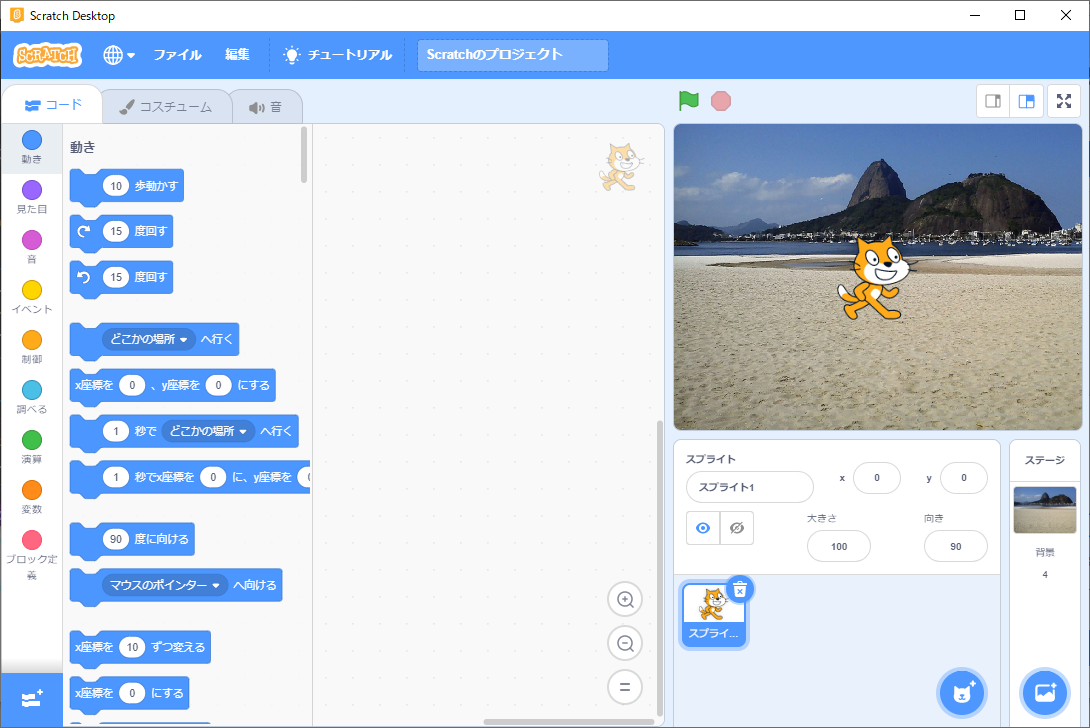 Scratch Desktop
SCRATCH
ファイル
編集
チュートリアル
Scratchのプロジェクト
コード
コスチューム
音
動き
見た目
音
イベント
制御
調べる
演算
変数
ブロック定
義
動き
10 歩動かす
15 度回す
15 度回す
どこかの場所 へ行く
x座標を 0 、y座標を 0 にする
1 秒で どこかの場所 へ行く
1 秒でx座標を 0 に、y座標を
90 度に向ける
マウスのポインター へ向ける
x座標を 10 ずつ変える
x座標を 0 にする
=
スプライト
スプライト1
x 0
y 0
大きさ
100
向き
90
スプライ...
ステージ
背景
4